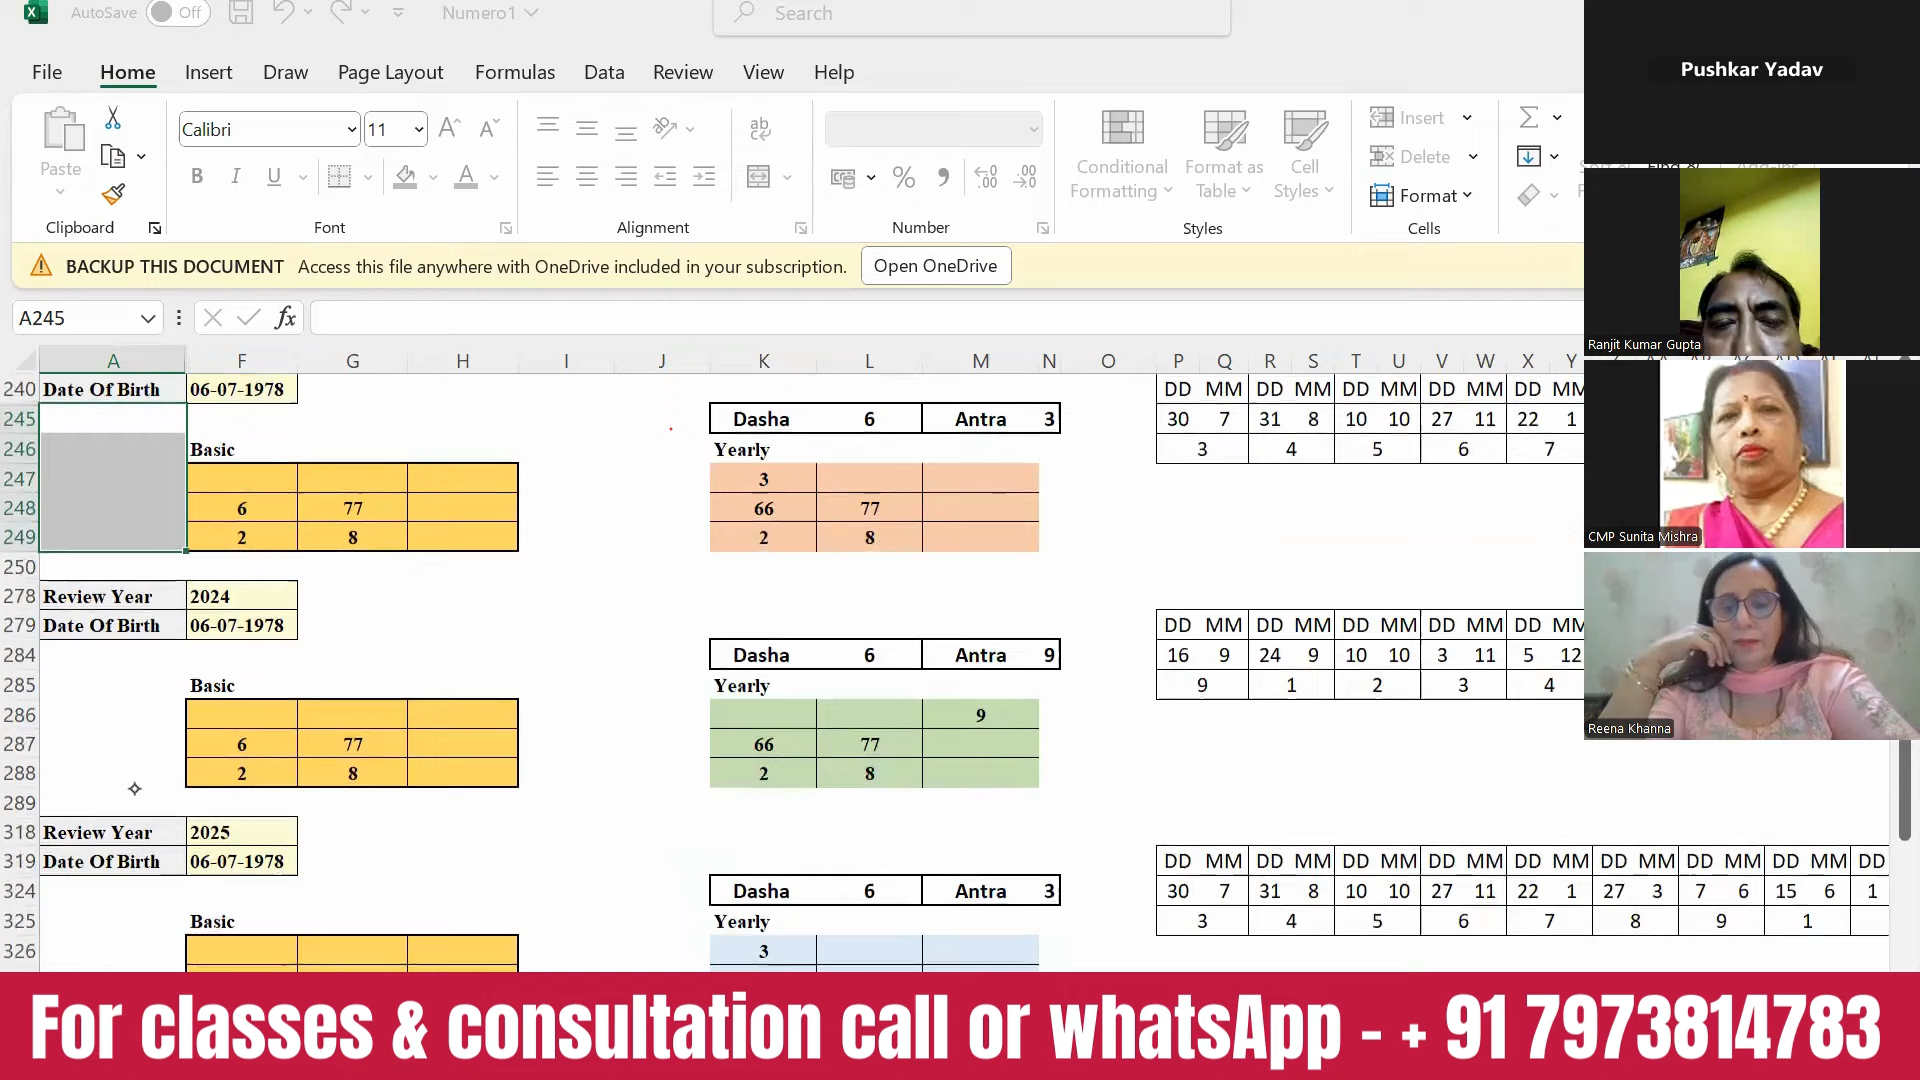 AutoSave Off Numero1 Search
File Home Insert Draw Page Layout Formulas Data Review View Help
Paste Calibri 11 B I U Conditional Formatting Format as Table Cell Styles Insert Delete Format
Clipboard Font Alignment Number Styles Cells
BACKUP THIS DOCUMENT Access this file anywhere with OneDrive included in your subscription. Open OneDrive
A245 fx
A F G H I J K L M N O P Q R S T U V W X Y
240 Date Of Birth 06-07-1978 DD MM DD MM DD MM DD MM DD MM
245 Dasha 6 Antra 3 30 7 31 8 10 10 27 11 22 1
246 Basic Yearly 3 4 5 6 7
247 3
248 6 77 66 77
249 2 8 2 8
250
278 Review Year 2024
279 Date Of Birth 06-07-1978 DD MM DD MM DD MM DD MM DD MM
284 Dasha 6 Antra 9 16 9 24 9 10 10 3 11 5 12
285 Basic Yearly 9 1 2 3 4
286 9
287 6 77 66 77
288 2 8 2 8
289
318 Review Year 2025
319 Date Of Birth 06-07-1978 DD MM DD MM DD MM DD MM DD MM DD MM DD MM DD MM DD
324 Dasha 6 Antra 3 30 7 31 8 10 10 27 11 22 1 27 3 7 6 15 6 1
325 Basic Yearly 3 4 5 6 7 8 9 1
326 3
Pushkar Yadav
Ranjit Kumar Gupta
CMP Sunita Mishra
Reena Khanna
For classes & consultation call or whatsApp - + 91 7973814783